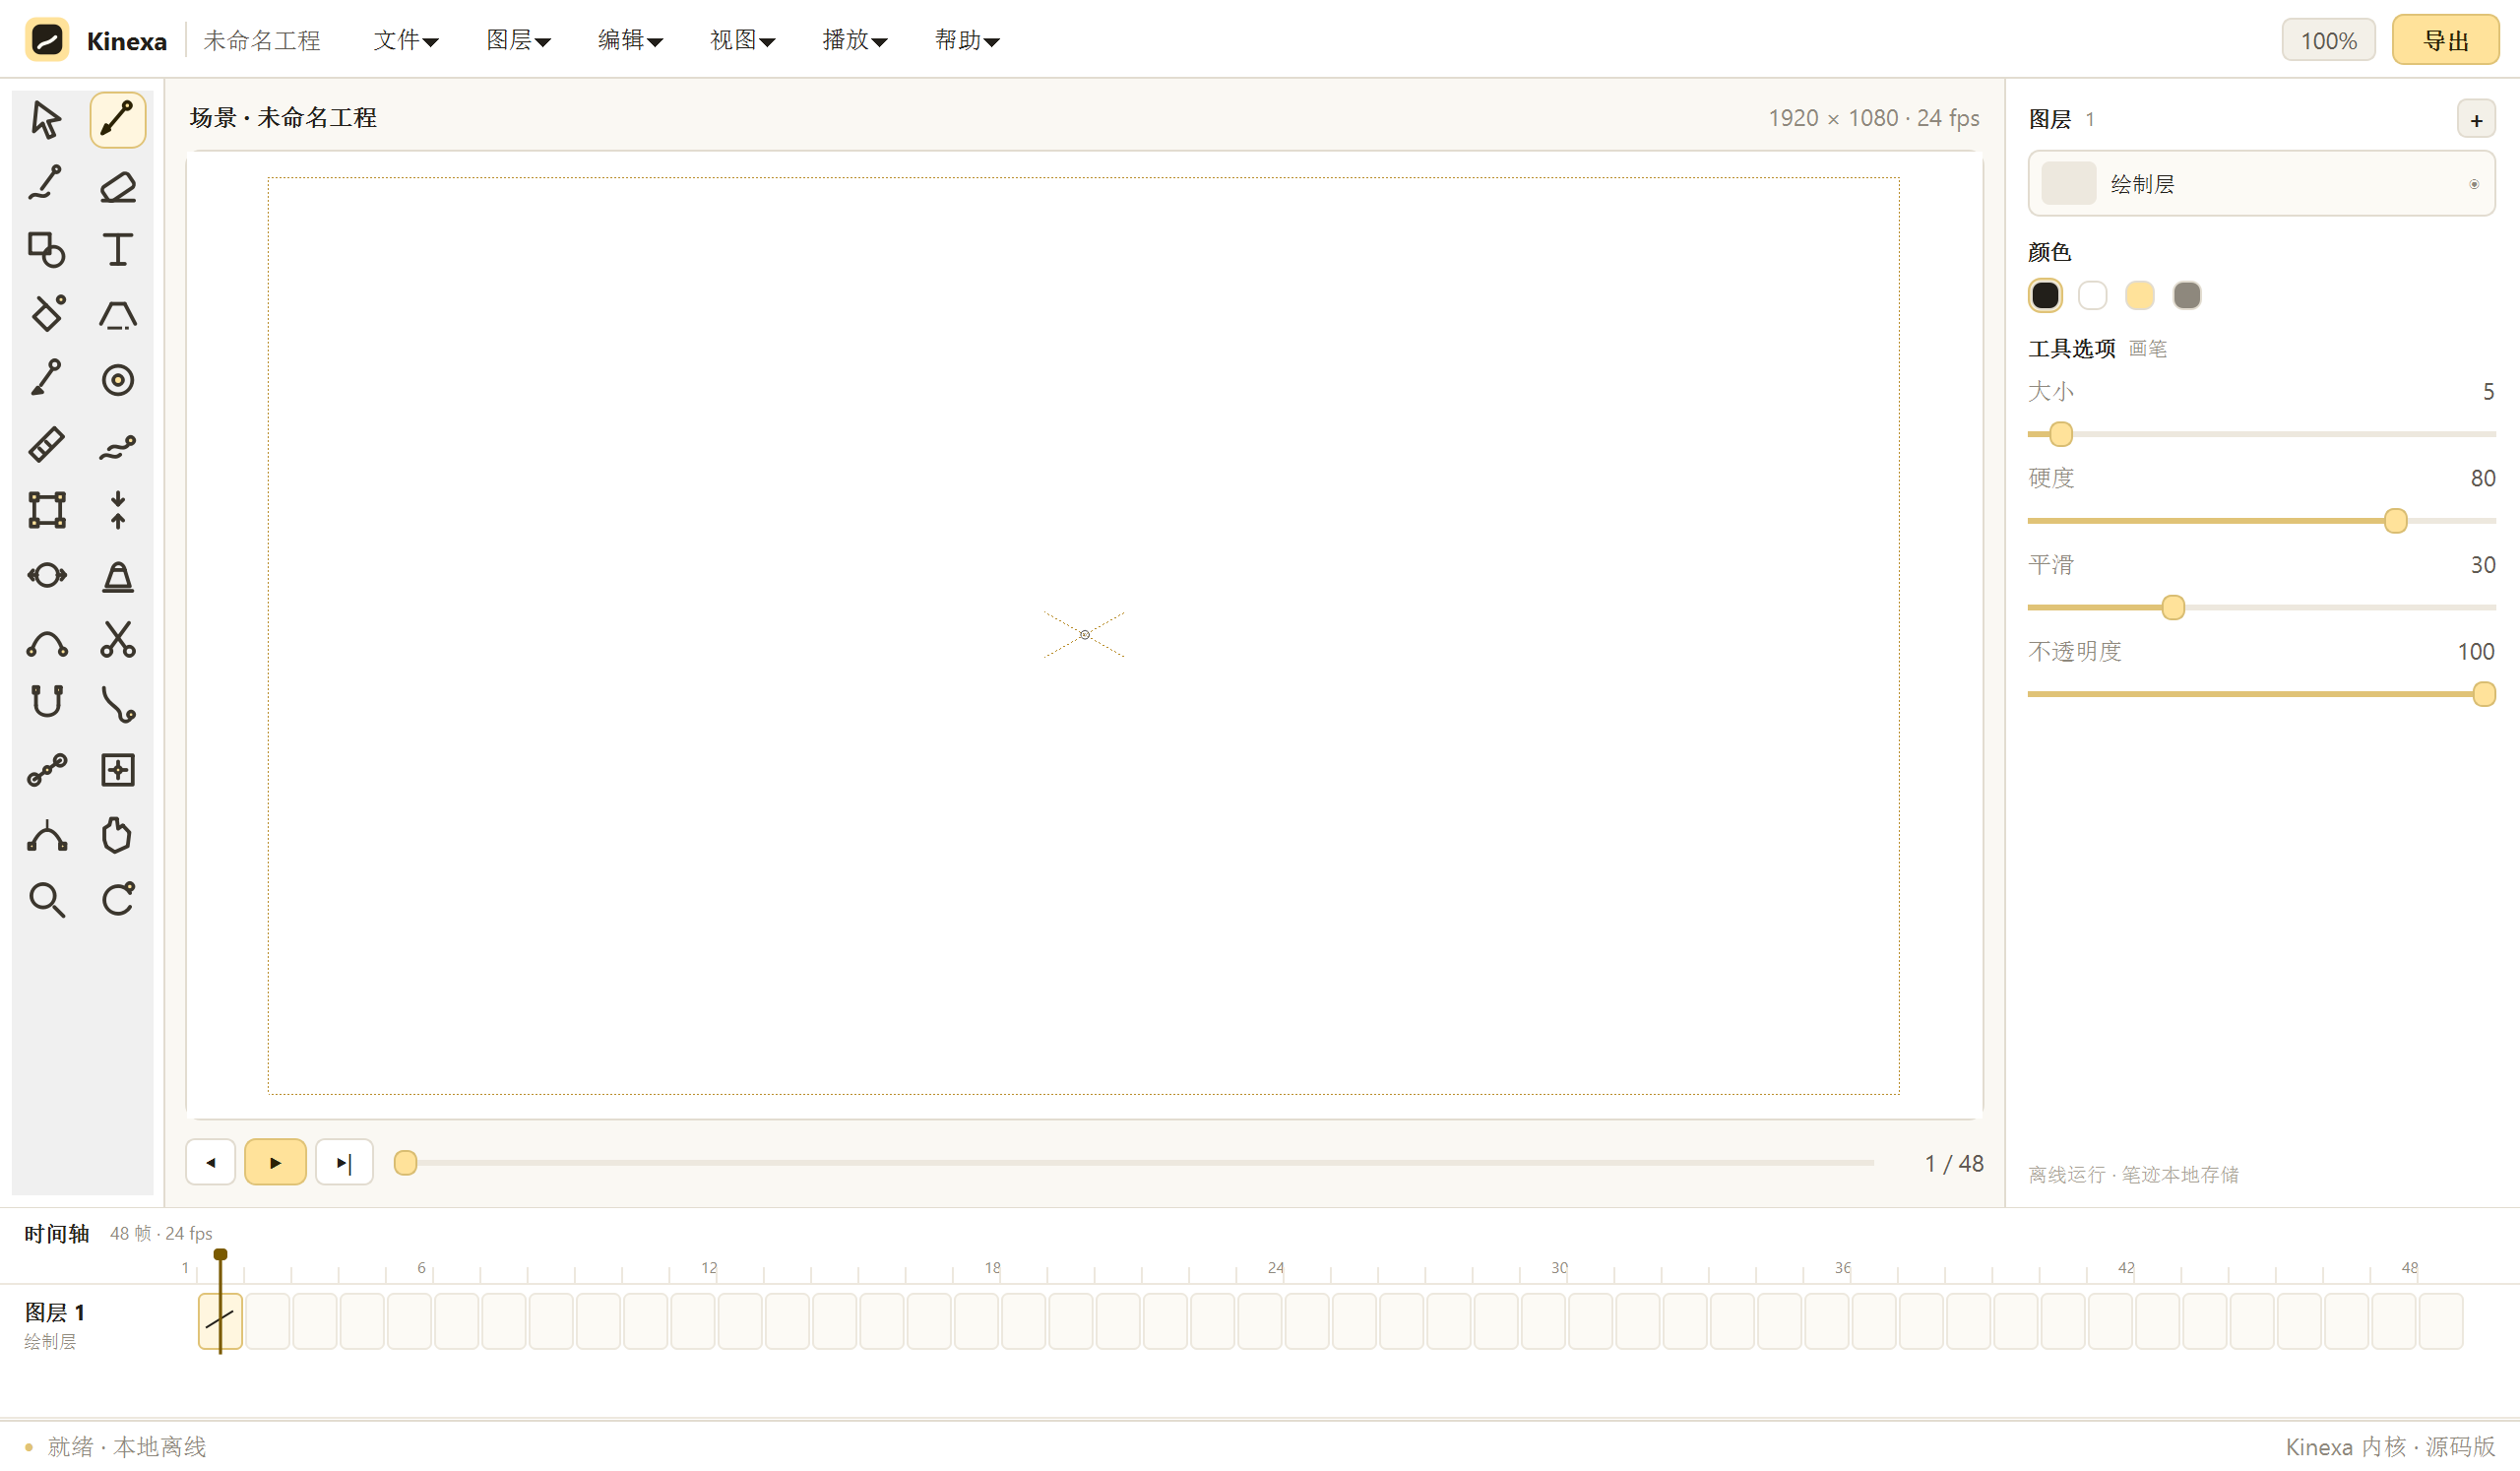 Kinexa 未命名工程 文件 图层 编辑 视图 播放 帮助 100% 导出
场景 · 未命名工程 1920 × 1080 · 24 fps
图层 1 +
绘制层
颜色
工具选项 画笔
大小 5
硬度 80
平滑 30
不透明度 100
1 / 48
离线运行 · 笔迹本地存储
时间轴 48 帧 · 24 fps
1 6 12 18 24 30 36 42 48
图层 1
绘制层
就绪 · 本地离线 Kinexa 内核 · 源码版